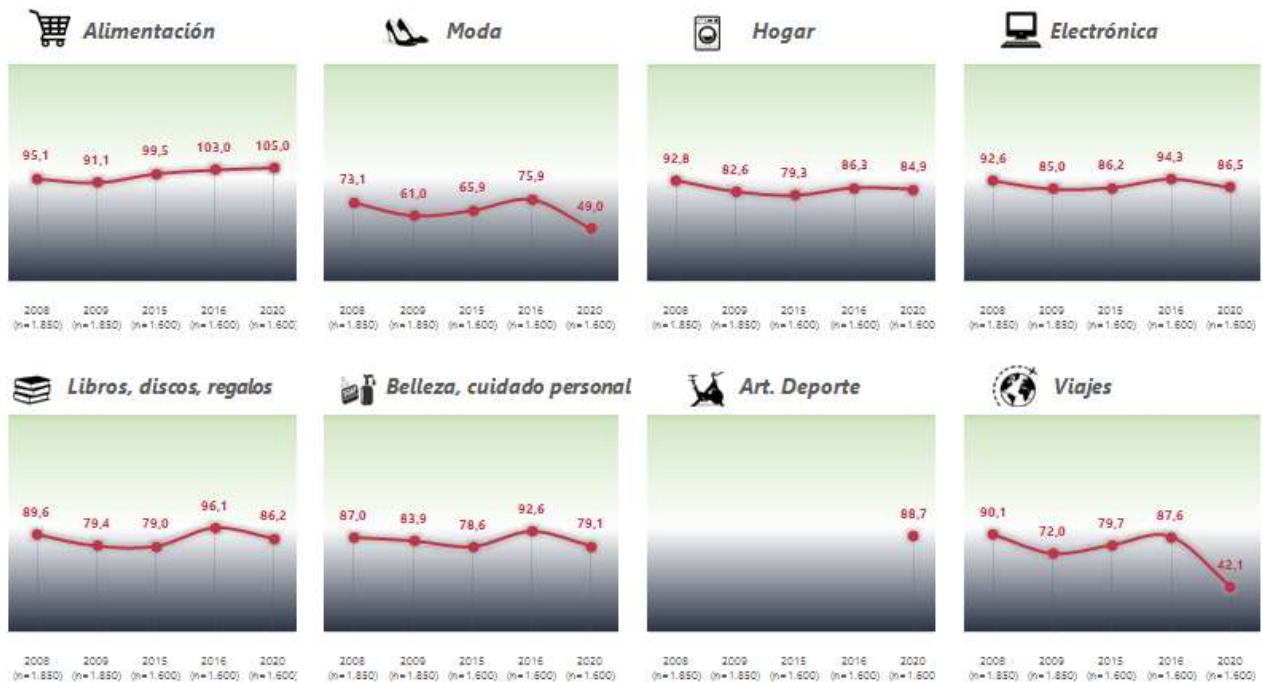 Alimentación
Moda
Hogar
Electrónica
95,1 91,1 99,5 103,0 105,0
73,1 61,0 65,9 75,9 49,0
92,8 82,6 79,3 86,3 84,9
92,6 85,0 86,2 94,3 86,5
2008 2009 2015 2016 2020
(n=1.850) (n=1.850) (n=1.600) (n=1.600) (n=1.600)
2008 2009 2015 2016 2020
(n=1.850) (n=1.850) (n=1.600) (n=1.600) (n=1.600)
2008 2009 2015 2016 2020
(n=1.850) (n=1.850) (n=1.600) (n=1.600) (n=1.600
2008 2009 2015 2016 2020
(n=1.850) (n=1.850) (n=1.600) (n=1.600) (n=1.600)
Libros, discos, regalos
Belleza, cuidado personal
Art. Deporte
Viajes
89,6 79,4 79,0 96,1 86,2
87,0 83,9 78,6 92,6 79,1
88,7
90,1 72,0 79,7 87,6 42,1
2008 2009 2015 2016 2020
(n=1.850) (n=1.850) (n=1.600) (n=1.600) (n=1.600)
2008 2009 2015 2016 2020
(n=1.850) (n=1.850) (n=1.600) (n=1.600) (n=1.600)
2008 2009 2015 2016 2020
(n=1.850) (n=1.850) (n=1.600) (n=1.600) (n=1.600
2008 2009 2015 2016 2020
(n=1.850) (n=1.850) (n=1.600) (n=1.600) (n=1.600)